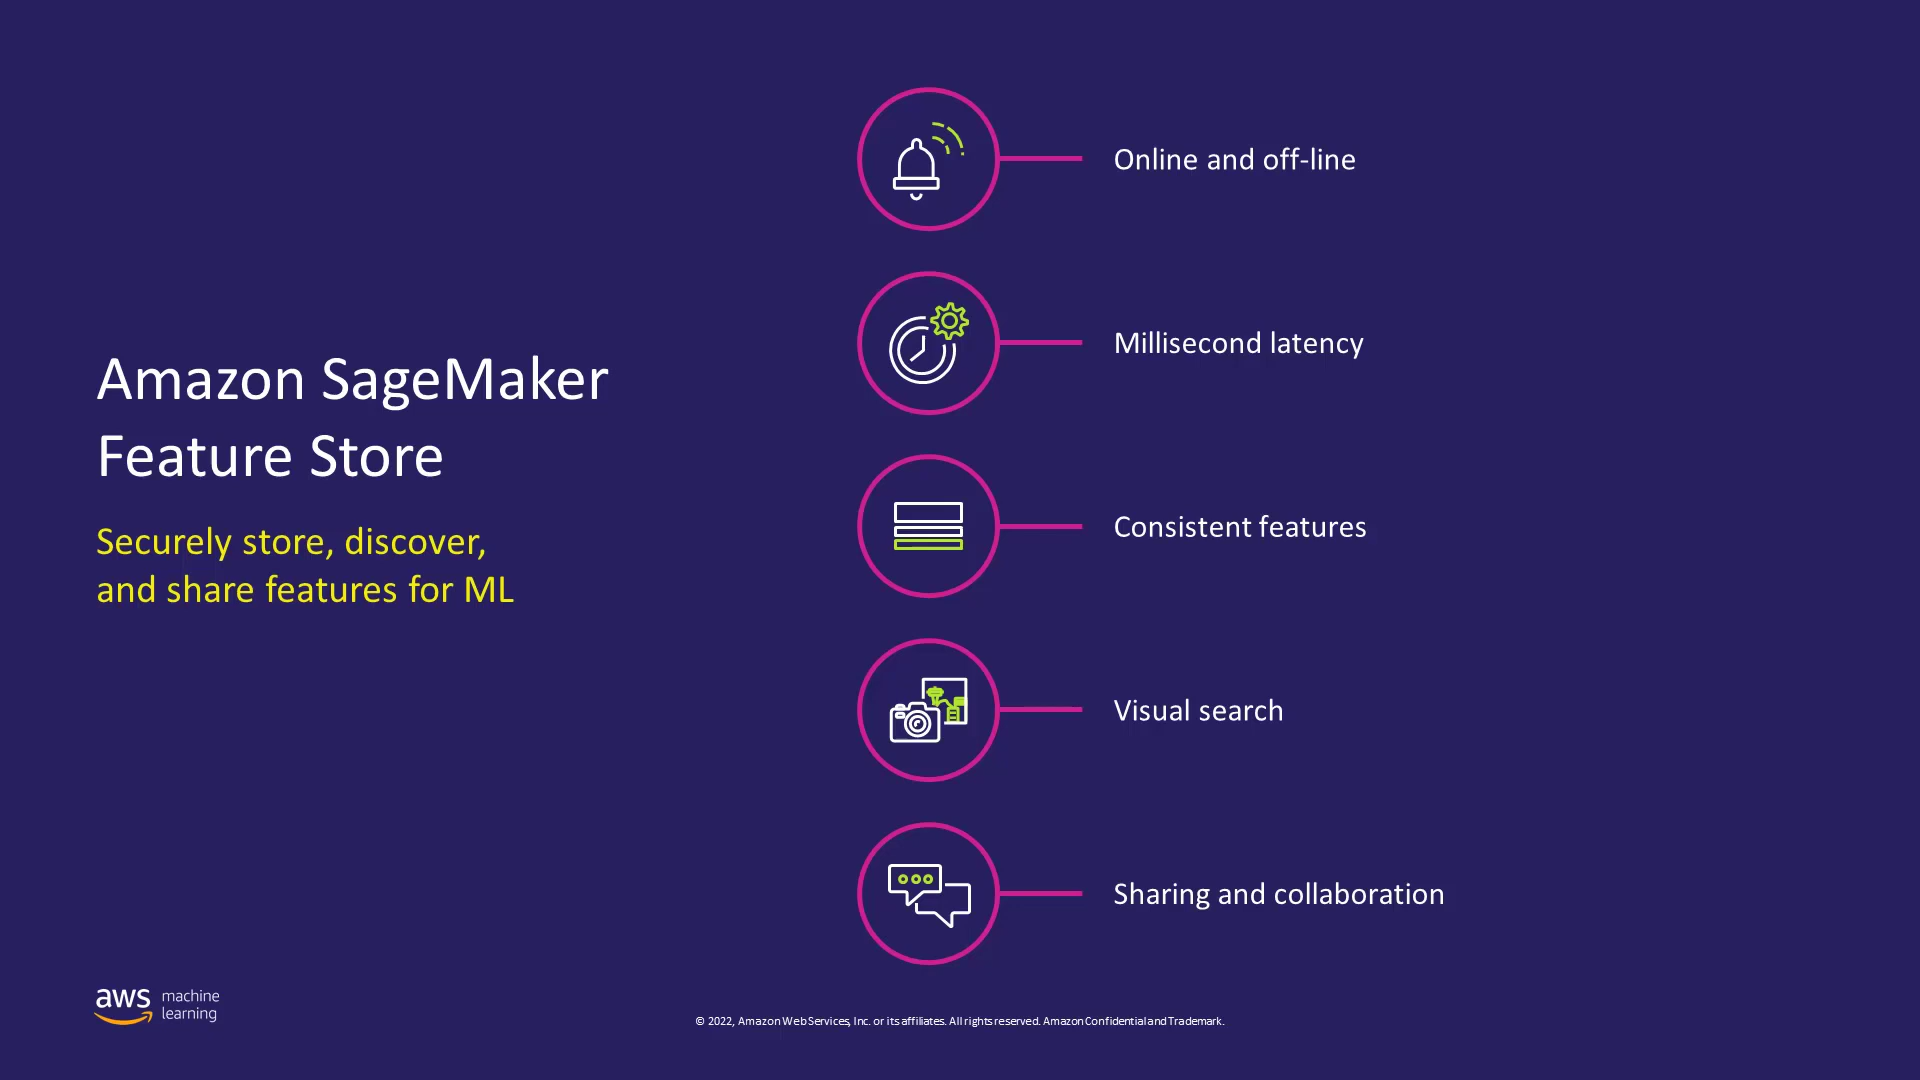 Amazon SageMaker
Feature Store
Securely store, discover,
and share features for ML
Online and off-line
Millisecond latency
Consistent features
Visual search
Sharing and collaboration
aws machine
learning
© 2022, Amazon Web Services, Inc. or its affiliates. All rights reserved. Amazon Confidential and Trademark.